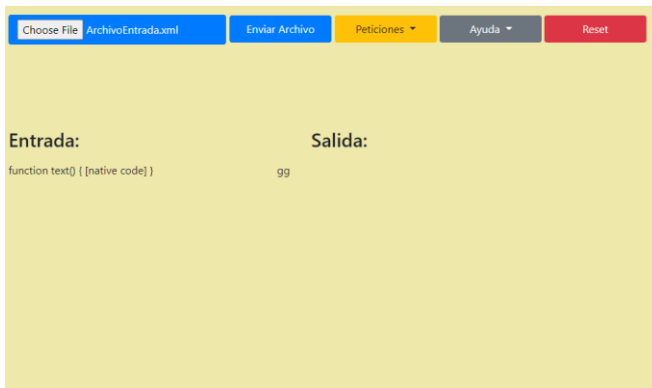 Choose File ArchivoEntrada.xml Enviar Archivo Peticiones Ayuda Reset
Entrada: Salida:
function text() { [native code] } gg